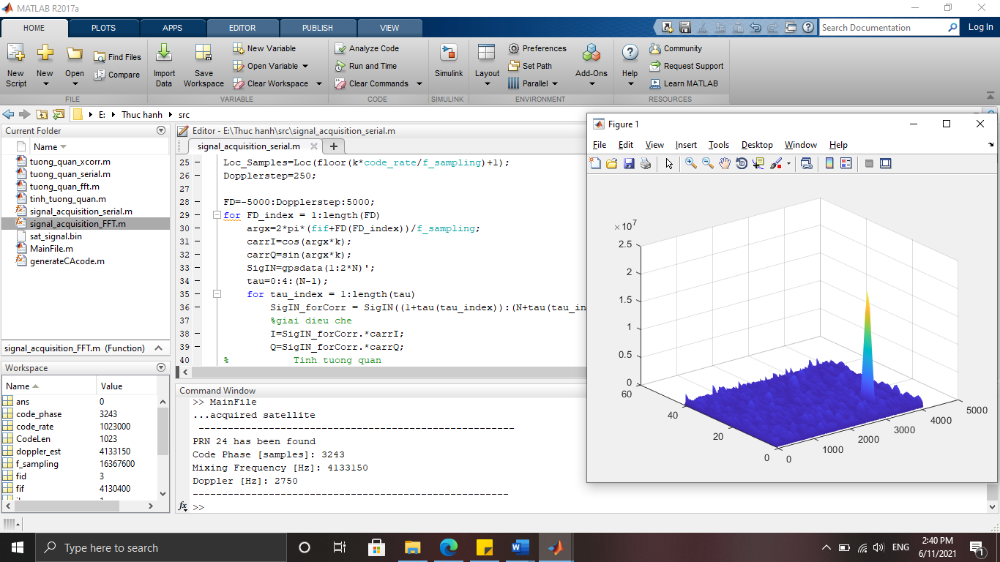 MATLAB R2017a
HOME PLOTS APPS EDITOR PUBLISH VIEW
Search Documentation Log In
New Script
New
Open
Find Files
Compare
FILE
Import Data
Save Workspace
New Variable
Open Variable
Clear Workspace
VARIABLE
Analyze Code
Run and Time
Clear Commands
CODE
Simulink
SIMULINK
Layout
Preferences
Set Path
Parallel
Add-Ons
ENVIRONMENT
Help
Community
Request Support
Learn MATLAB
RESOURCES
E: Thuc hanh src
Current Folder
Name
tuong_quan_xcorr.m
tuong_quan_serial.m
tuong_quan_fft.m
tinh_tuong_quan.m
signal_acquisition_serial.m
signal_acquisition_FFT.m
sat_signal.bin
MainFile.m
generateCAcode.m
signal_acquisition_FFT.m (Function)
Workspace
Name Value
ans 0
code_phase 3243
code_rate 1023000
CodeLen 1023
doppler_est 4133150
f_sampling 16367600
fid 3
fif 4130400
Editor - E:\Thuc hanh\src\signal_acquisition_serial.m
signal_acquisition_serial.m
25 Loc_Samples=Loc(floor(k*code_rate/f_sampling)+1);
26 Dopplerstep=250;
27
28 FD=-5000:Dopplerstep:5000;
29 for FD_index = 1:length(FD)
30 argx=2*pi*(fif+FD(FD_index))/f_sampling;
31 carrI=cos(argx*k);
32 carrQ=sin(argx*k);
33 SigIN=gpsdata(1:2*N)';
34 tau=0:4:(N-1);
35 for tau_index = 1:length(tau)
36 SigIN_forCorr = SigIN((1+tau(tau_index)):(N+tau(tau_in
37 %giai dieu che
38 I=SigIN_forCorr.*carrI;
39 Q=SigIN_forCorr.*carrQ;
40 % Tinh tuong quan
Command Window
>> MainFile
...acquired satellite
------------------------------------------------------
PRN 24 has been found
Code Phase [samples]: 3243
Mixing Frequency [Hz]: 4133150
Doppler [Hz]: 2750
------------------------------------------------------
fx >>
Figure 1
File Edit View Insert Tools Desktop Window Help
×10^7
2.5
2
1.5
1
0.5
0
60
40
20
0
0
1000
2000
3000
4000
5000
Type here to search
ENG
2:40 PM
6/11/2021
1